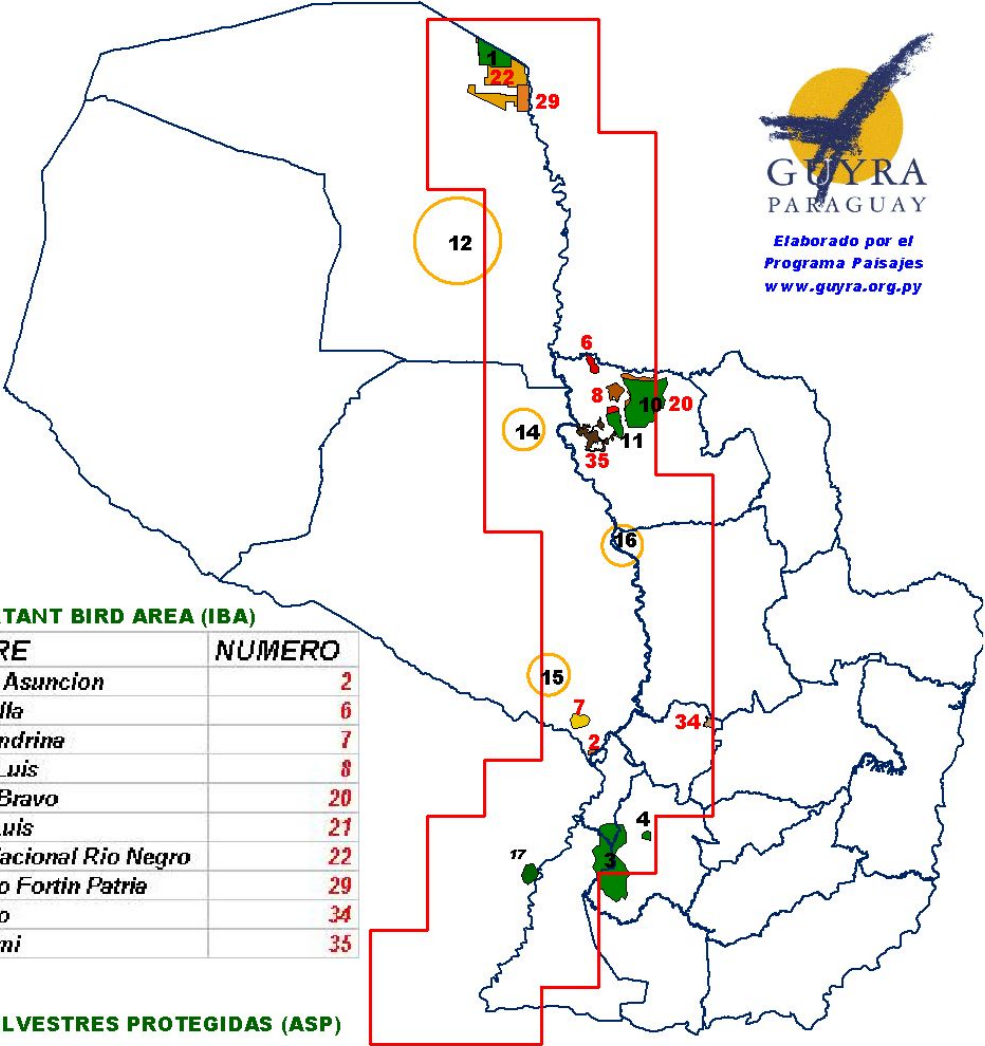 1
22
29
GUYRA
PARAGUAY
Elaborado por el
Programa Paisajes
www.guyra.org.py
12
6
8
10 20
14
11
35
16
TANT BIRD AREA (IBA)
RE NUMERO
Asuncion 2
lla 6
ndrina 7
Luis 8
Bravo 20
uis 21
Nacional Rio Negro 22
o Fortin Patria 29
o 34
mi 35
15
7
34
2
4
3
17
LVESTRES PROTEGIDAS (ASP)